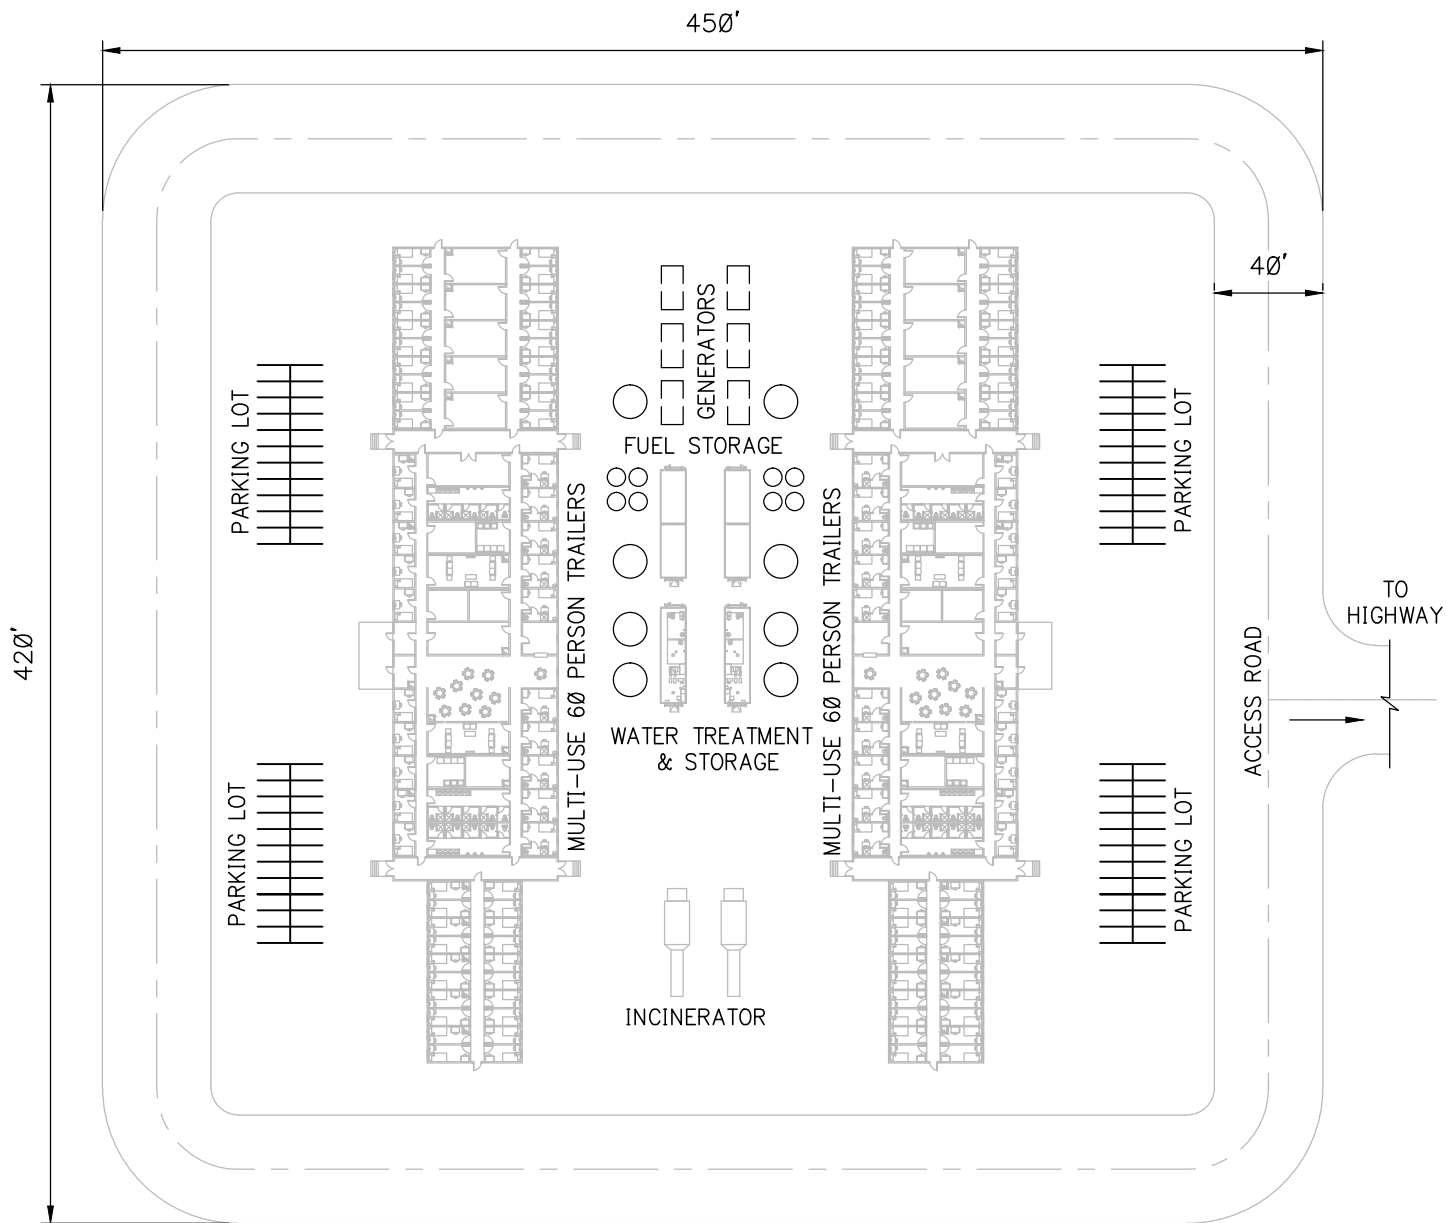 450'
40'
GENERATORS
PARKING LOT
PARKING LOT
FUEL STORAGE
MULTI-USE 60 PERSON TRAILERS
MULTI-USE 60 PERSON TRAILERS
TO
HIGHWAY
420'
ACCESS ROAD
WATER TREATMENT
& STORAGE
PARKING LOT
PARKING LOT
INCINERATOR